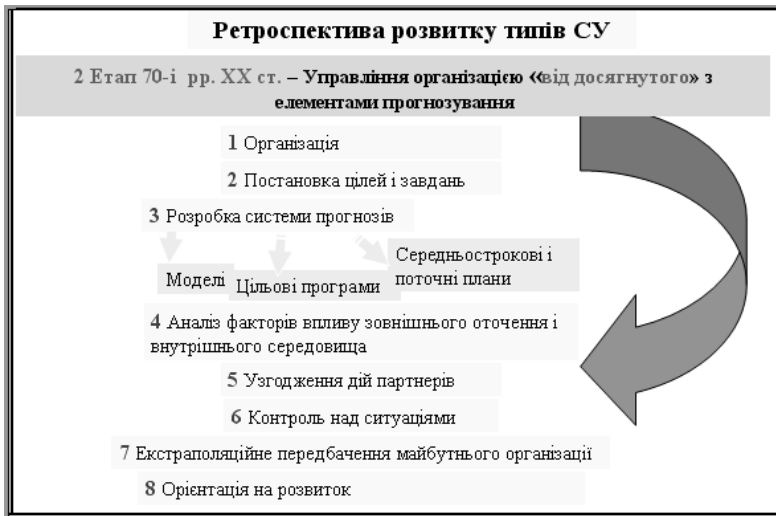 Ретроспектива розвитку типів СУ
2 Етап 70-і рр. ХХ ст. – Управління організацією «від досягнутого» з
елементами прогнозування
1 Організація
2 Постановка цілей і завдань
3 Розробка системи прогнозів
Моделі
Цільові програми
Середньострокові і
поточні плани
4 Аналіз факторів впливу зовнішнього оточення і
внутрішнього середовища
5 Узгодження дій партнерів
6 Контроль над ситуаціями
7 Екстраполяційне передбачення майбутнього організації
8 Орієнтація на розвиток